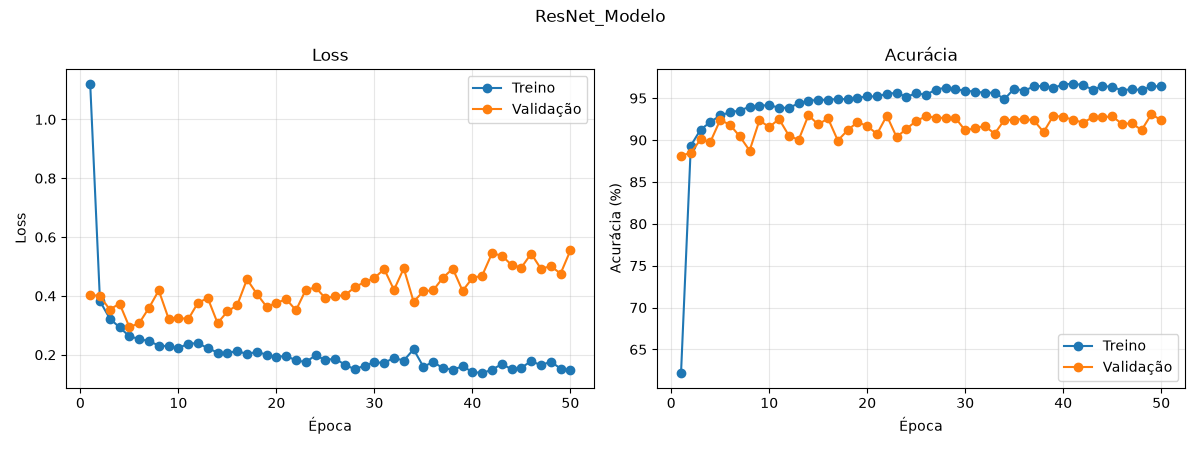 ResNet_Modelo
Loss
Treino
Validação
1.0
0.8
0.6
0.4
0.2
Loss
0 10 20 30 40 50
Época
Acurácia
95
90
85
80
75
70
65
Acurácia (%)
Treino
Validação
0 10 20 30 40 50
Época